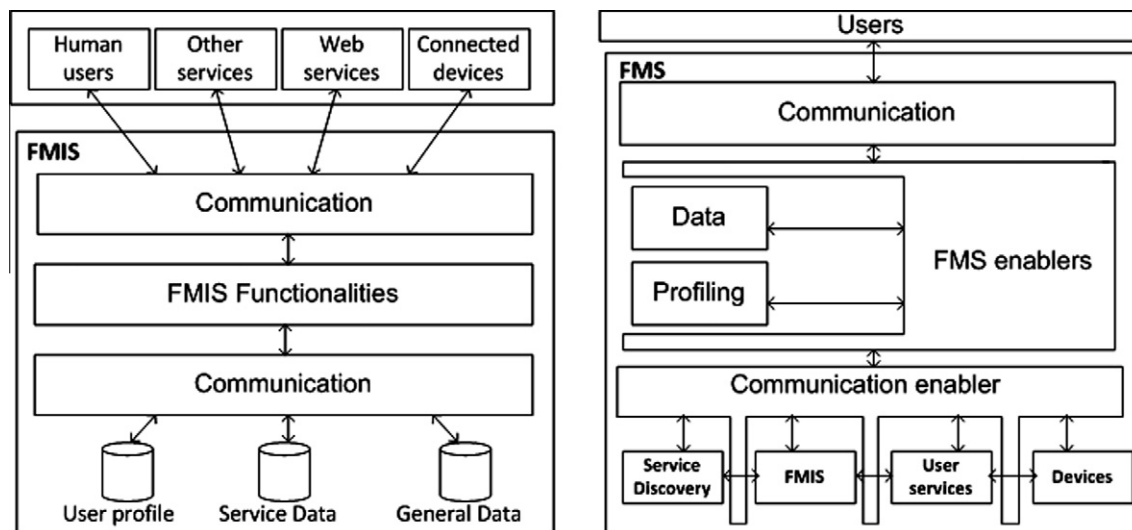 Human
users
Other
services
Web
services
Connected
devices
FMIS
Communication
FMIS Functionalities
Communication
User profile
Service Data
General Data
Users
FMS
Communication
Data
Profiling
FMS enablers
Communication enabler
Service
Discovery
FMIS
User
services
Devices